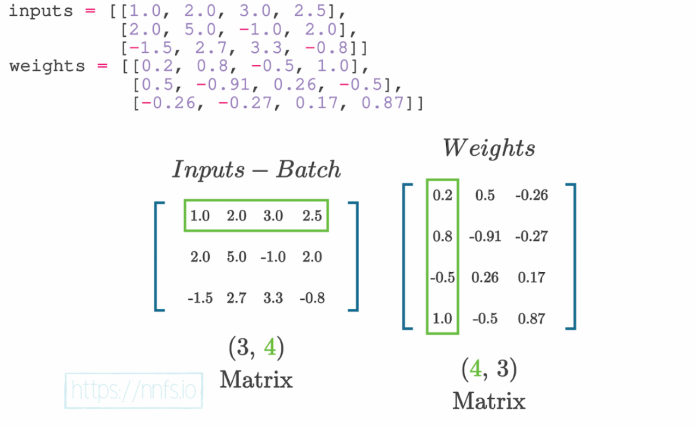 inputs = [[1.0, 2.0, 3.0, 2.5],
[2.0, 5.0, -1.0, 2.0],
[-1.5, 2.7, 3.3, -0.8]]
weights = [[0.2, 0.8, -0.5, 1.0],
[0.5, -0.91, 0.26, -0.5],
[-0.26, -0.27, 0.17, 0.87]]
Inputs - Batch
1.0 2.0 3.0 2.5
2.0 5.0 -1.0 2.0
-1.5 2.7 3.3 -0.8
(3, 4)
Matrix
Weights
0.2 0.5 -0.26
0.8 -0.91 -0.27
-0.5 0.26 0.17
1.0 -0.5 0.87
(4, 3)
Matrix
https://nnfs.io